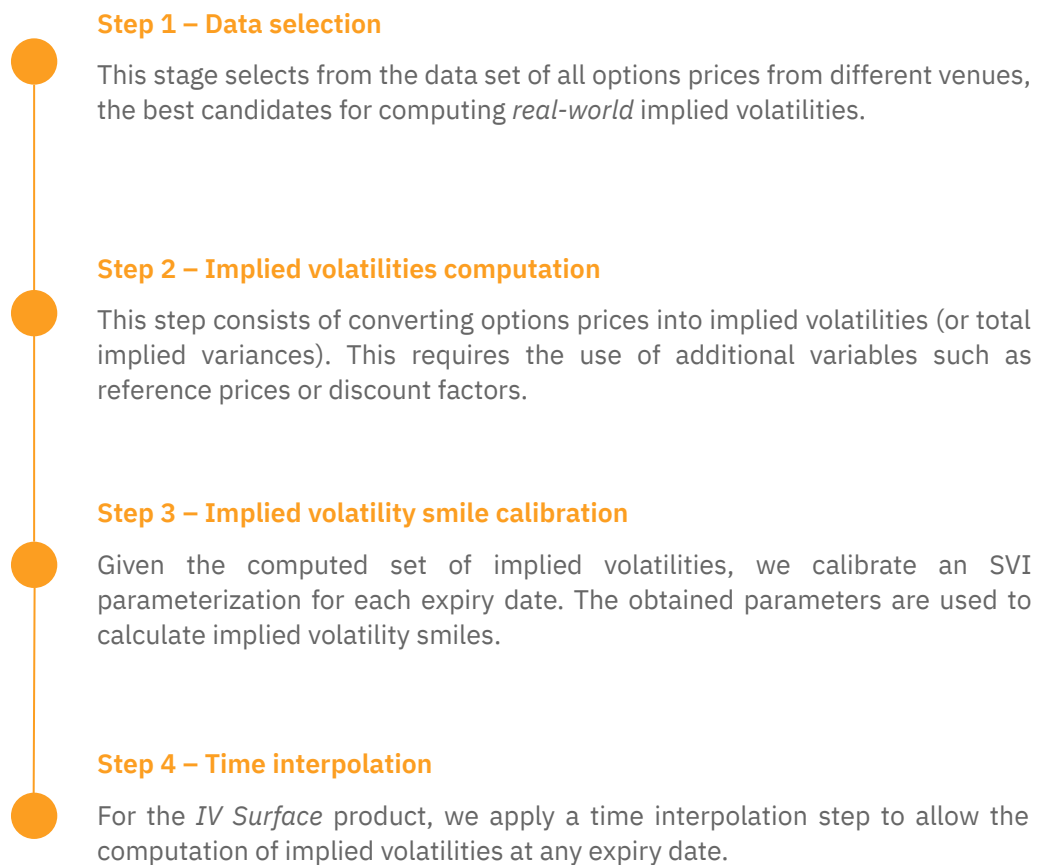 Step 1 – Data selection
This stage selects from the data set of all options prices from different venues,
the best candidates for computing real-world implied volatilities.
Step 2 – Implied volatilities computation
This step consists of converting options prices into implied volatilities (or total
implied variances). This requires the use of additional variables such as
reference prices or discount factors.
Step 3 – Implied volatility smile calibration
Given the computed set of implied volatilities, we calibrate an SVI
parameterization for each expiry date. The obtained parameters are used to
calculate implied volatility smiles.
Step 4 – Time interpolation
For the IV Surface product, we apply a time interpolation step to allow the
computation of implied volatilities at any expiry date.